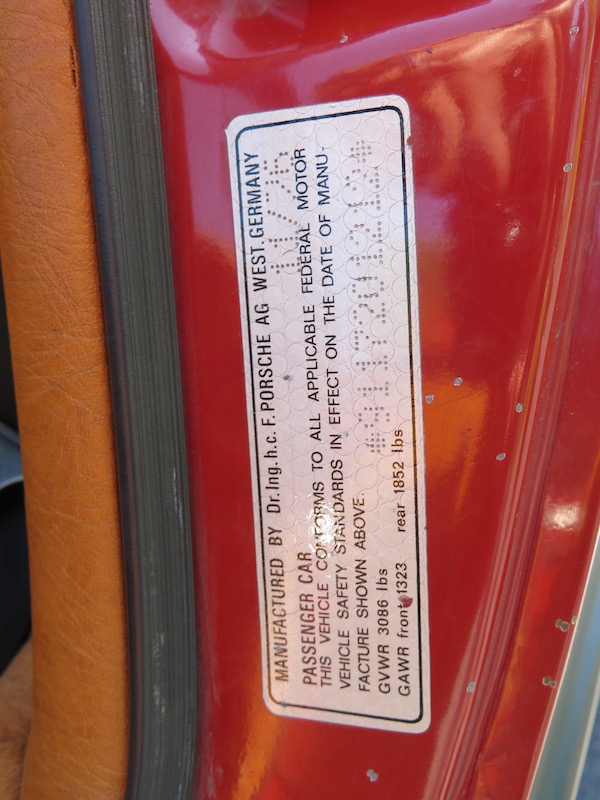 MANUFACTURED BY Dr. Ing. h.c. F. PORSCHE AG WEST. GERMANY
PASSENGER CAR 11/76
THIS VEHICLE CONFORMS TO ALL APPLICABLE FEDERAL MOTOR
VEHICLE SAFETY STANDARDS IN EFFECT ON THE DATE OF MANU-
FACTURE SHOWN ABOVE.
GVWR 3086 lbs
GAWR front 1323 rear 1852 lbs